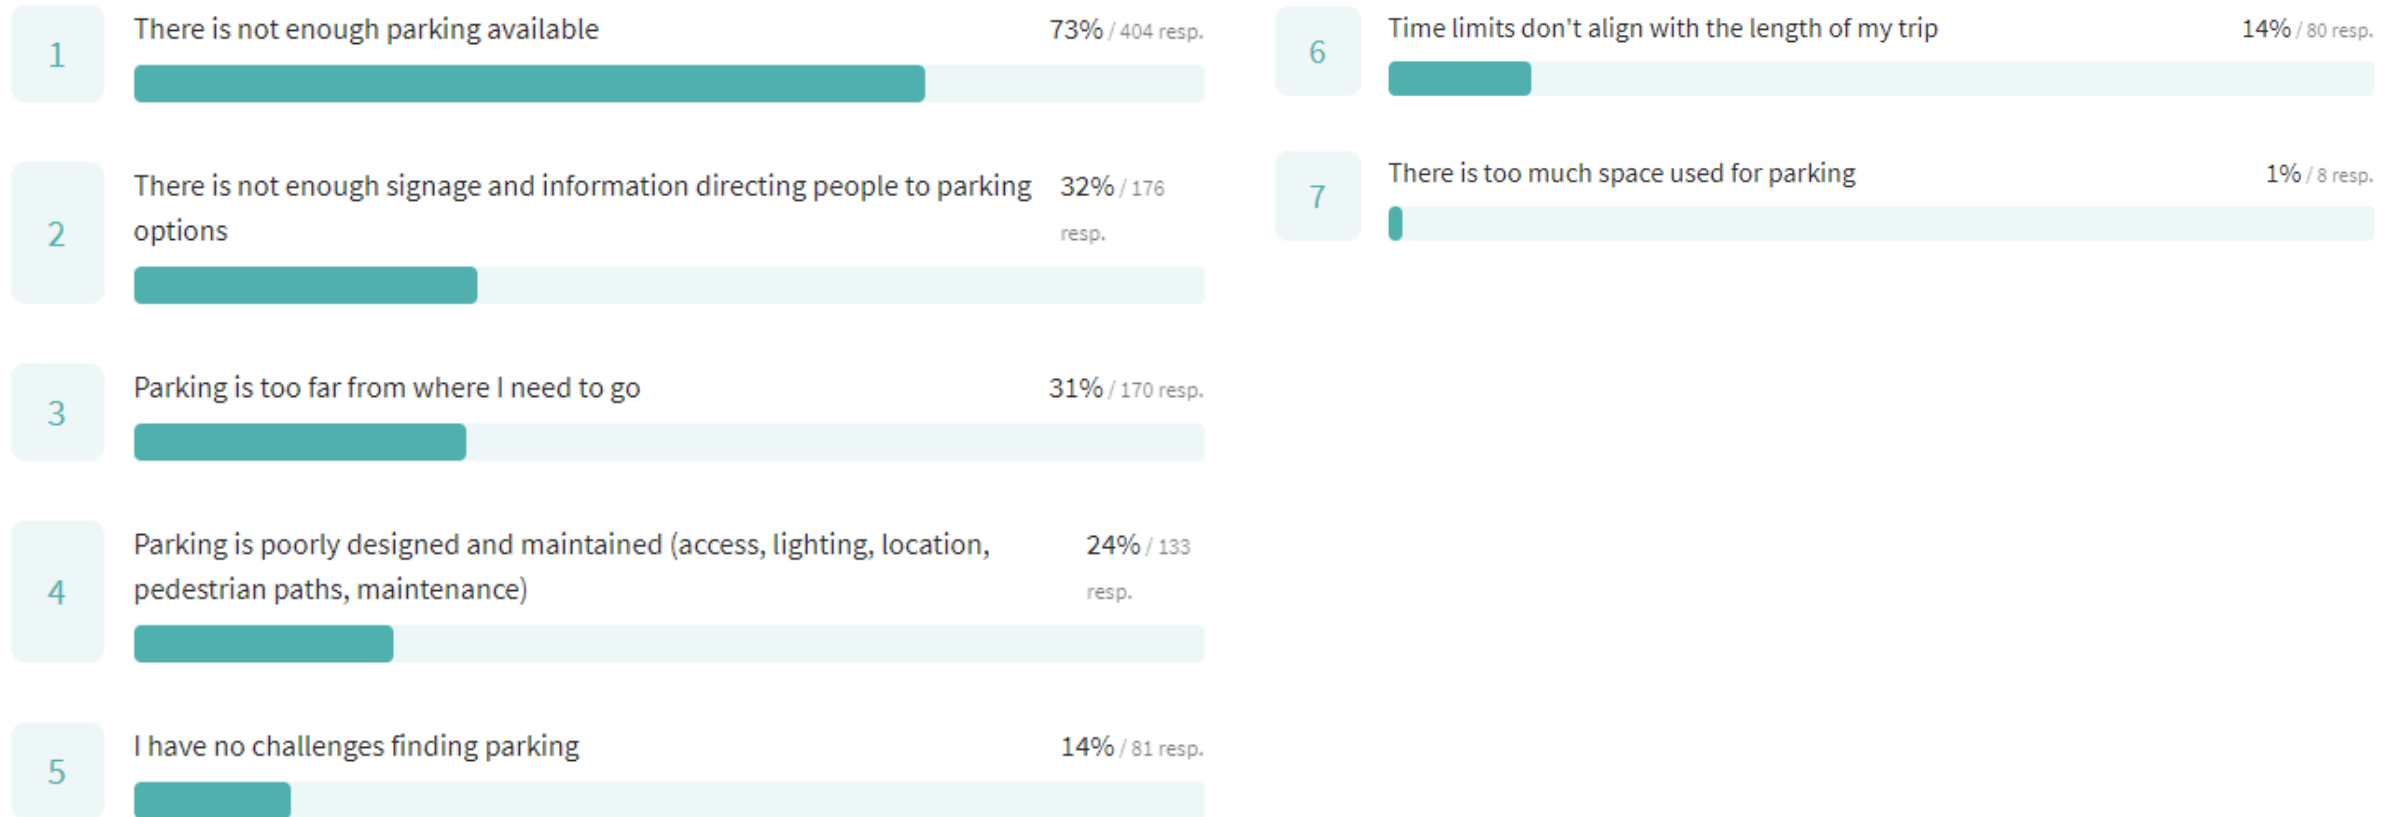 1
There is not enough parking available 73% / 404 resp.
2
There is not enough signage and information directing people to parking 32% / 176
options resp.
3
Parking is too far from where I need to go 31% / 170 resp.
4
Parking is poorly designed and maintained (access, lighting, location, 24% / 133
pedestrian paths, maintenance) resp.
5
I have no challenges finding parking 14% / 81 resp.
6
Time limits don't align with the length of my trip 14% / 80 resp.
7
There is too much space used for parking 1% / 8 resp.